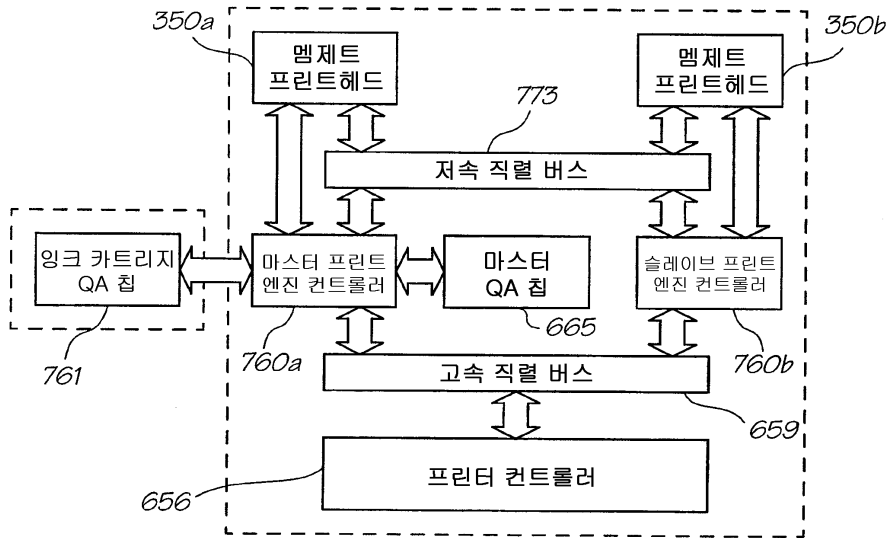 350a
350b
멤제트
프린트헤드
멤제트
프린트헤드
773
저속 직렬 버스
잉크 카트리지
QA 칩
마스터 프린트
엔진 컨트롤러
마스터
QA 칩
슬레이브 프린트
엔진 컨트롤러
761
760a
665
760b
고속 직렬 버스
659
프린터 컨트롤러
656